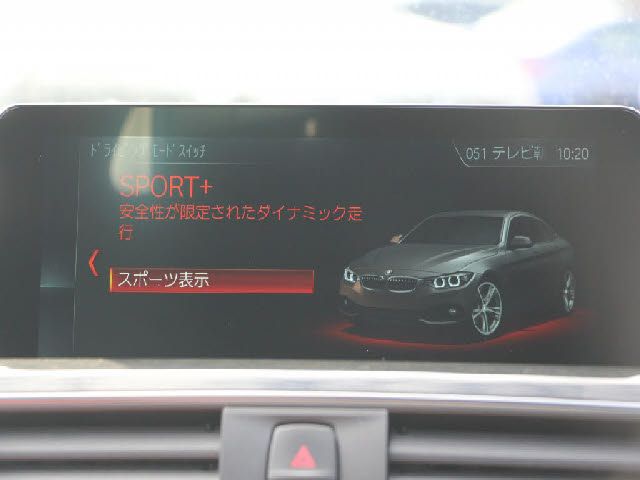 ドライビング モードスイッチ
051 テレビ朝 10:20
SPORT+
安全性が限定されたダイナミック走
行
スポーツ表示